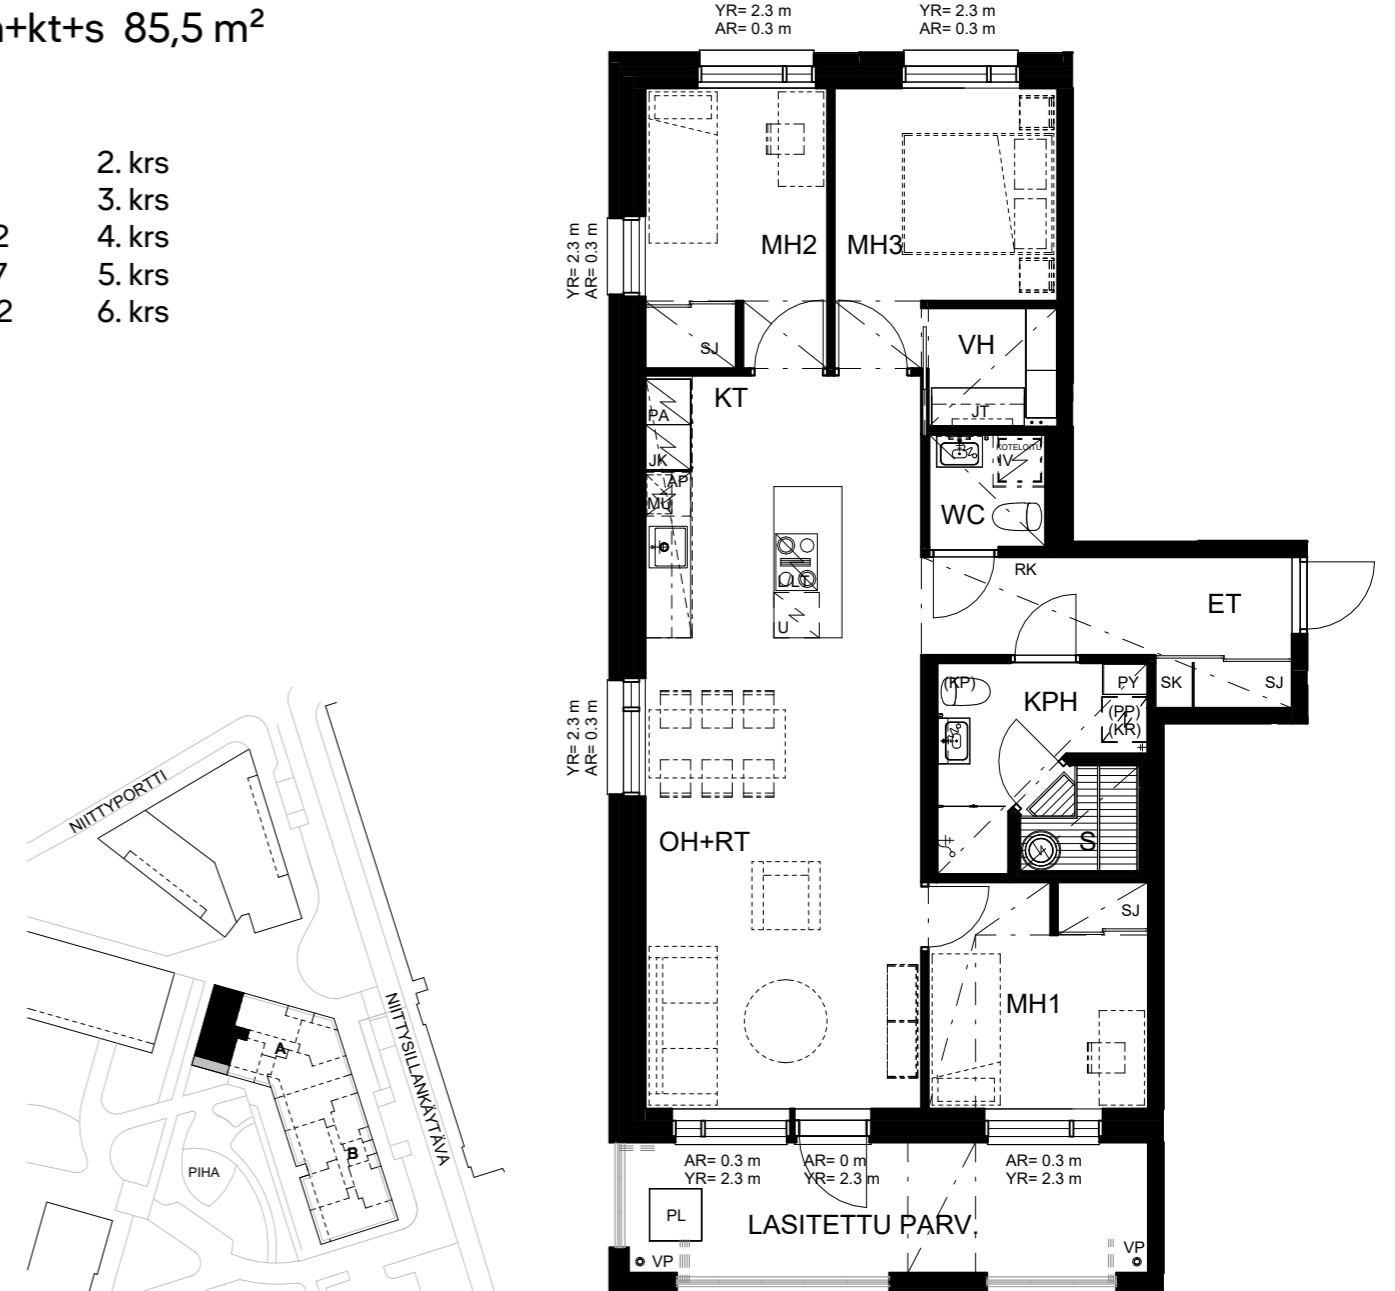 +kt+s 85,5 m²
2. krs
3. krs
2 4. krs
7 5. krs
2 6. krs
YR= 2.3 m
AR= 0.3 m
YR= 2.3 m
AR= 0.3 m
YR= 2.3 m
AR= 0.3 m
MH2
MH3
SJ
VH
JT
KT
PA
JK
AP
MU
KOTELOITU
IV
WC
RK
ET
L/LT
U
(KP)
KPH
PY
SK
SJ
(PP)
(KR)
YR= 2.3 m
AR= 0.3 m
OH+RT
S
SJ
MH1
AR= 0.3 m
YR= 2.3 m
AR= 0 m
YR= 2.3 m
AR= 0.3 m
YR= 2.3 m
PL
LASITETTU PARV.
VP
VP
NIITTYPORTTI
NIITTYSILLANKÄYTÄVÄ
A
B
PIHA